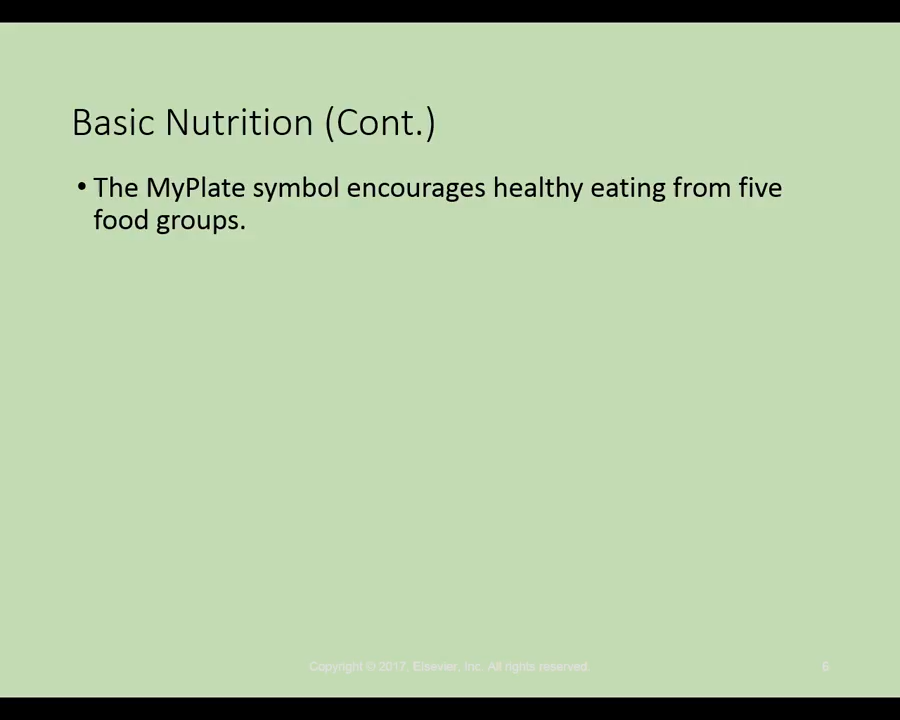 Basic Nutrition (Cont.)
• The MyPlate symbol encourages healthy eating from five
food groups.
Copyright © 2017, Elsevier, Inc. All rights reserved.
6